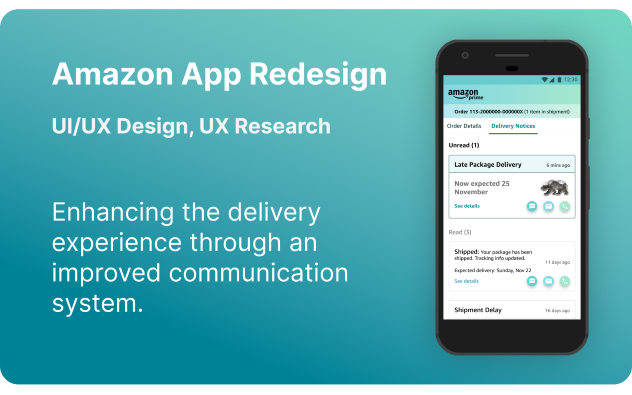 Amazon App Redesign
UI/UX Design, UX Research
Enhancing the delivery
experience through an
improved communication
system.
12:30
amazon
prime
Order 113-2000000-000000X (1 item in shipment)
Order Details Delivery Notices
Unread (1)
Late Package Delivery 6 mins ago
Now expected 25
November
See details
Read (3)
Shipped: Your package has been
shipped. Tracking info updated.
11 days ago
Expected delivery: Sunday, Nov 22
See details
Shipment Delay 16 days ago